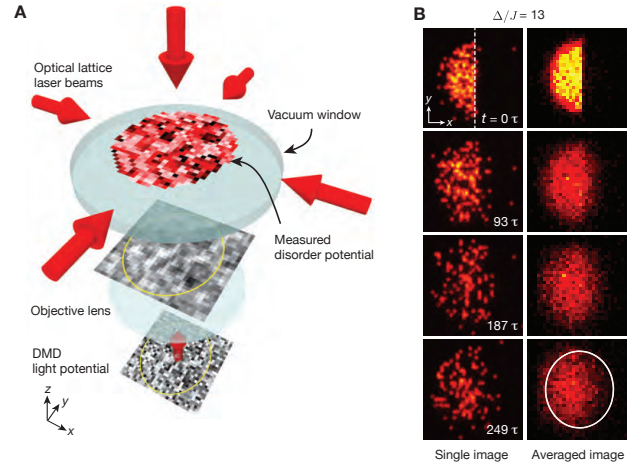 A
Optical lattice
laser beams
Vacuum window
Measured
disorder potential
Objective lens
DMD
light potential
z
y
x
B
Δ/J = 13
y
x
t = 0 τ
93 τ
187 τ
249 τ
Single image
Averaged image